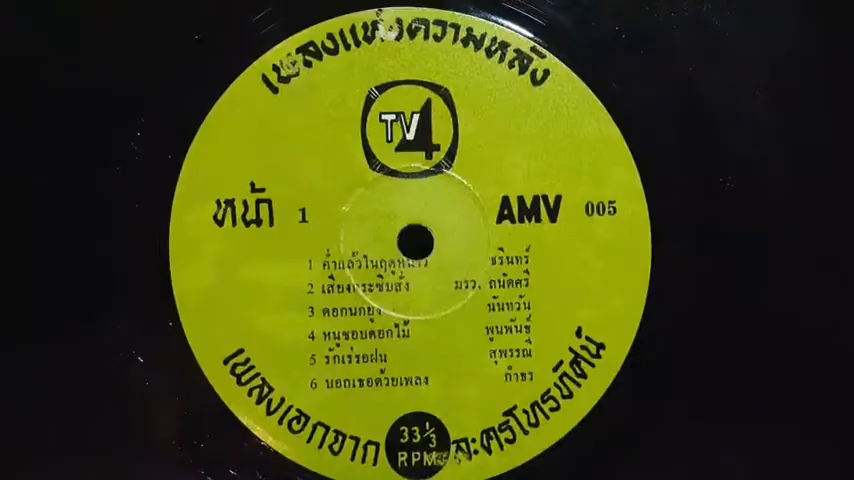 เพลงแห่งความหลัง
TV4
หน้า 1
AMV 005
1 ค่ำแล้วในฤดูหนาว ชรินทร์
2 เสียงกระซิบสั่ง มรว. ถนัดศรี
3 ดอกนกยูง นันทวัน
4 หนูชอบดอกไม้ พูนพันธ์
5 รักเร่รอฝน สุพรรณี
6 บอกเธอด้วยเพลง กำธร
เพลงเอกจาก ละครโทรทัศน์
33 1/3
RPM